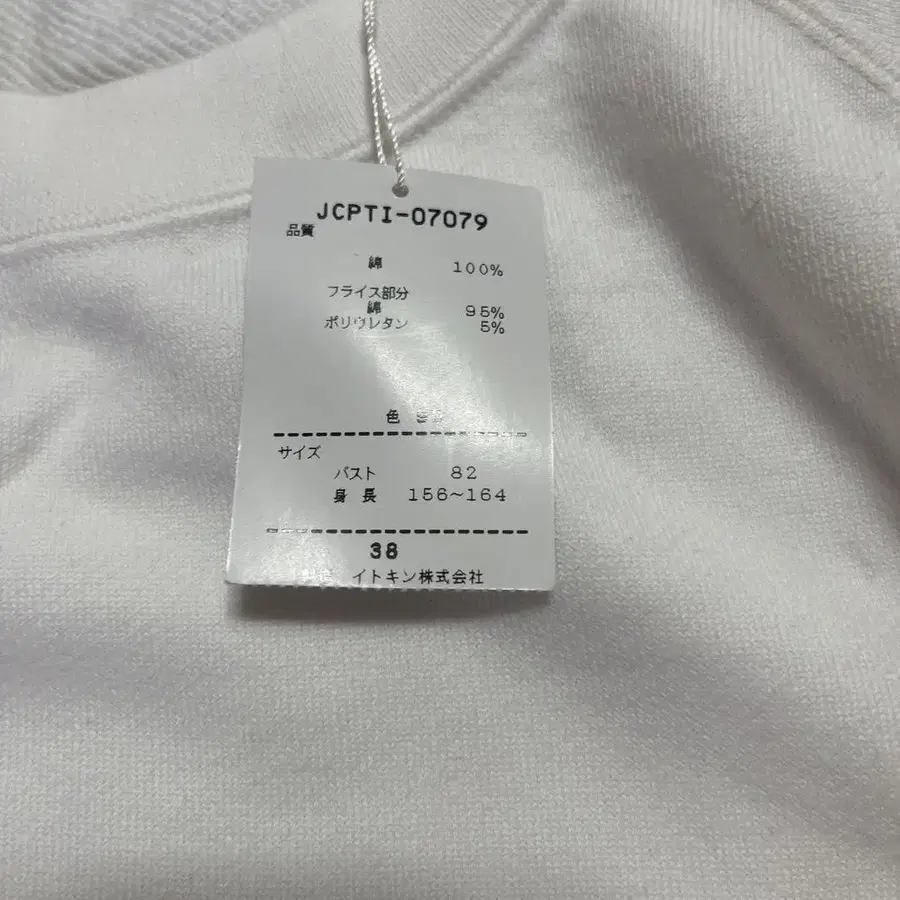 JCPTI-07079
品質
綿 100%
フライス部分
綿 95%
ポリウレタン 5%
色
サイズ
バスト 82
身長 156~164
38
イトキン株式会社